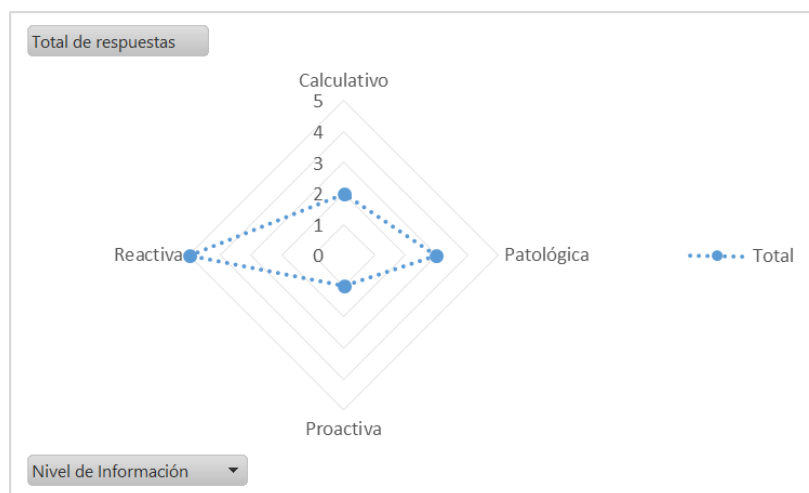 Total de respuestas
Calculativo
5
4
3
2
1
0
Reactiva
Patológica
Total
Proactiva
Nivel de Información